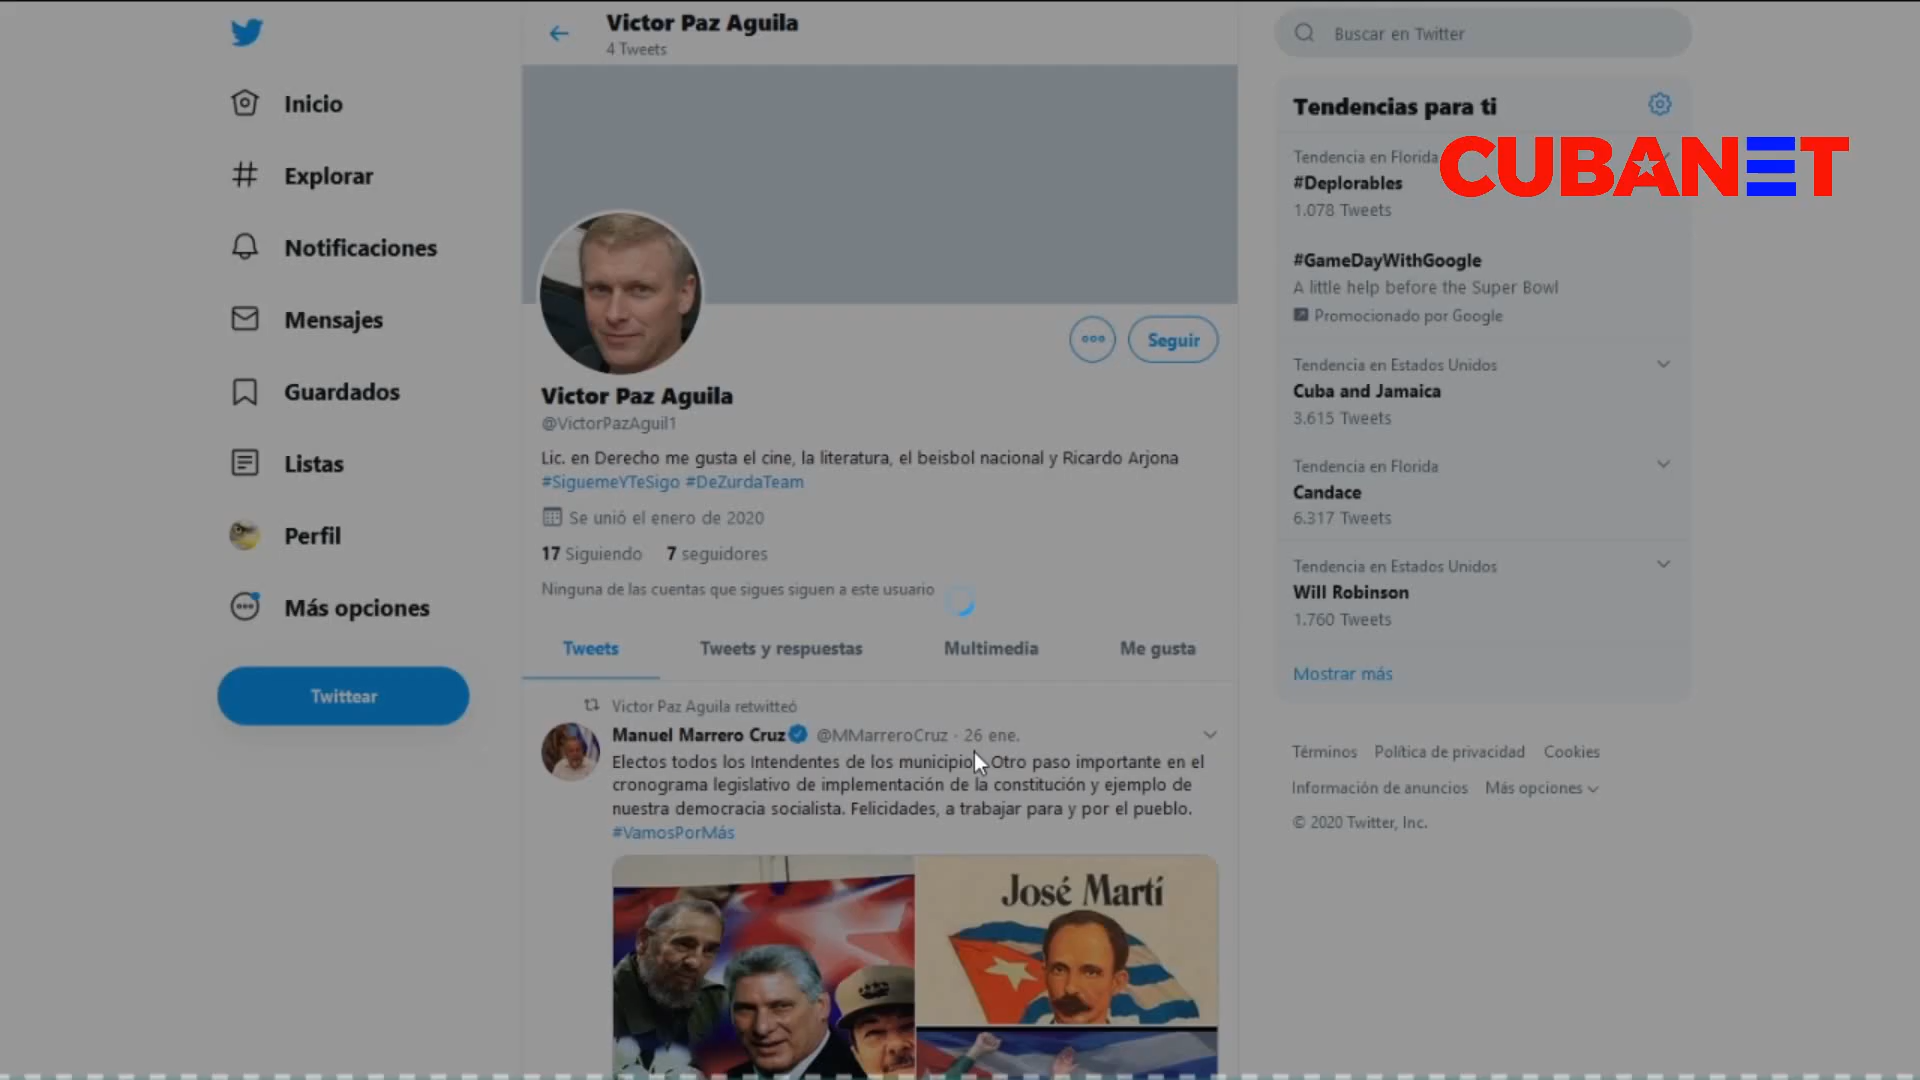 Victor Paz Aguila
4 Tweets
Buscar en Twitter
Inicio
Explorar
Notificaciones
Mensajes
Guardados
Listas
Perfil
Más opciones
Twittear
Seguir
Victor Paz Aguila
@VictorPazAguil1
Lic. en Derecho me gusta el cine, la literatura, el beisbol nacional y Ricardo Arjona
#SiguemeYTeSigo #DeZurdaTeam
Se unió el enero de 2020
17 Siguiendo 7 seguidores
Ninguna de las cuentas que sigues siguen a este usuario
Tweets
Tweets y respuestas
Multimedia
Me gusta
Victor Paz Aguila retwitteó
Manuel Marrero Cruz @MMarreroCruz · 26 ene.
Electos todos los Intendentes de los municipio Otro paso importante en el
cronograma legislativo de implementación de la constitución y ejemplo de
nuestra democracia socialista. Felicidades, a trabajar para y por el pueblo.
#VamosPorMás
José Martí
Tendencias para ti
CUBANET
Tendencia en Florida
#Deplorables
1.078 Tweets
#GameDayWithGoogle
A little help before the Super Bowl
Promocionado por Google
Tendencia en Estados Unidos
Cuba and Jamaica
3.615 Tweets
Tendencia en Florida
Candace
6.317 Tweets
Tendencia en Estados Unidos
Will Robinson
1.760 Tweets
Mostrar más
Términos Política de privacidad Cookies
Información de anuncios Más opciones
© 2020 Twitter, Inc.